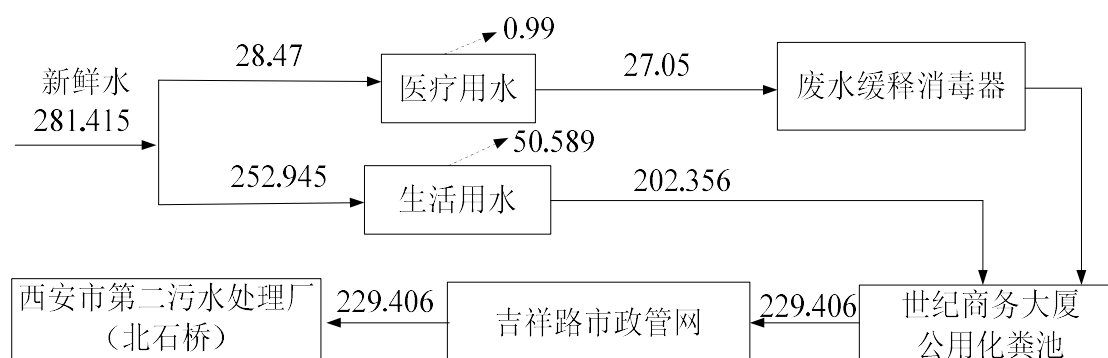 0.99
28.47
新鲜水
281.415
医疗用水
27.05
废水缓释消毒器
50.589
252.945
生活用水
202.356
西安市第二污水处理厂
（北石桥）
229.406
吉祥路市政管网
229.406
世纪商务大厦
公用化粪池